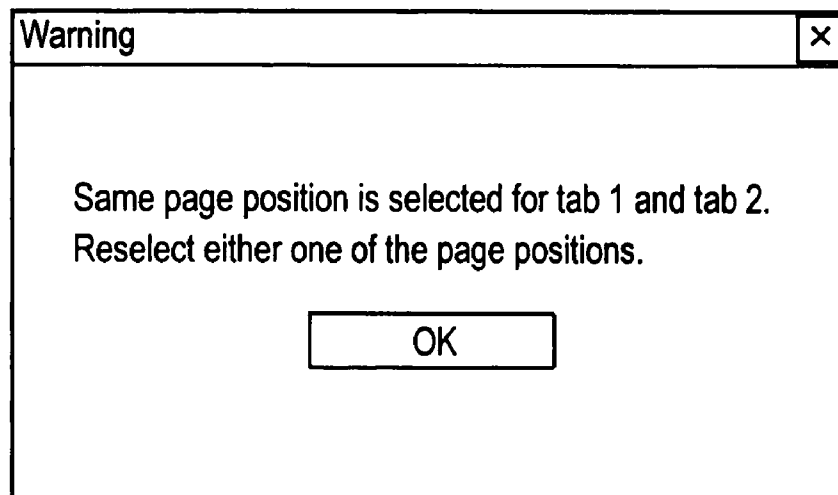 Warning
×
Same page position is selected for tab 1 and tab 2.
Reselect either one of the page positions.
OK